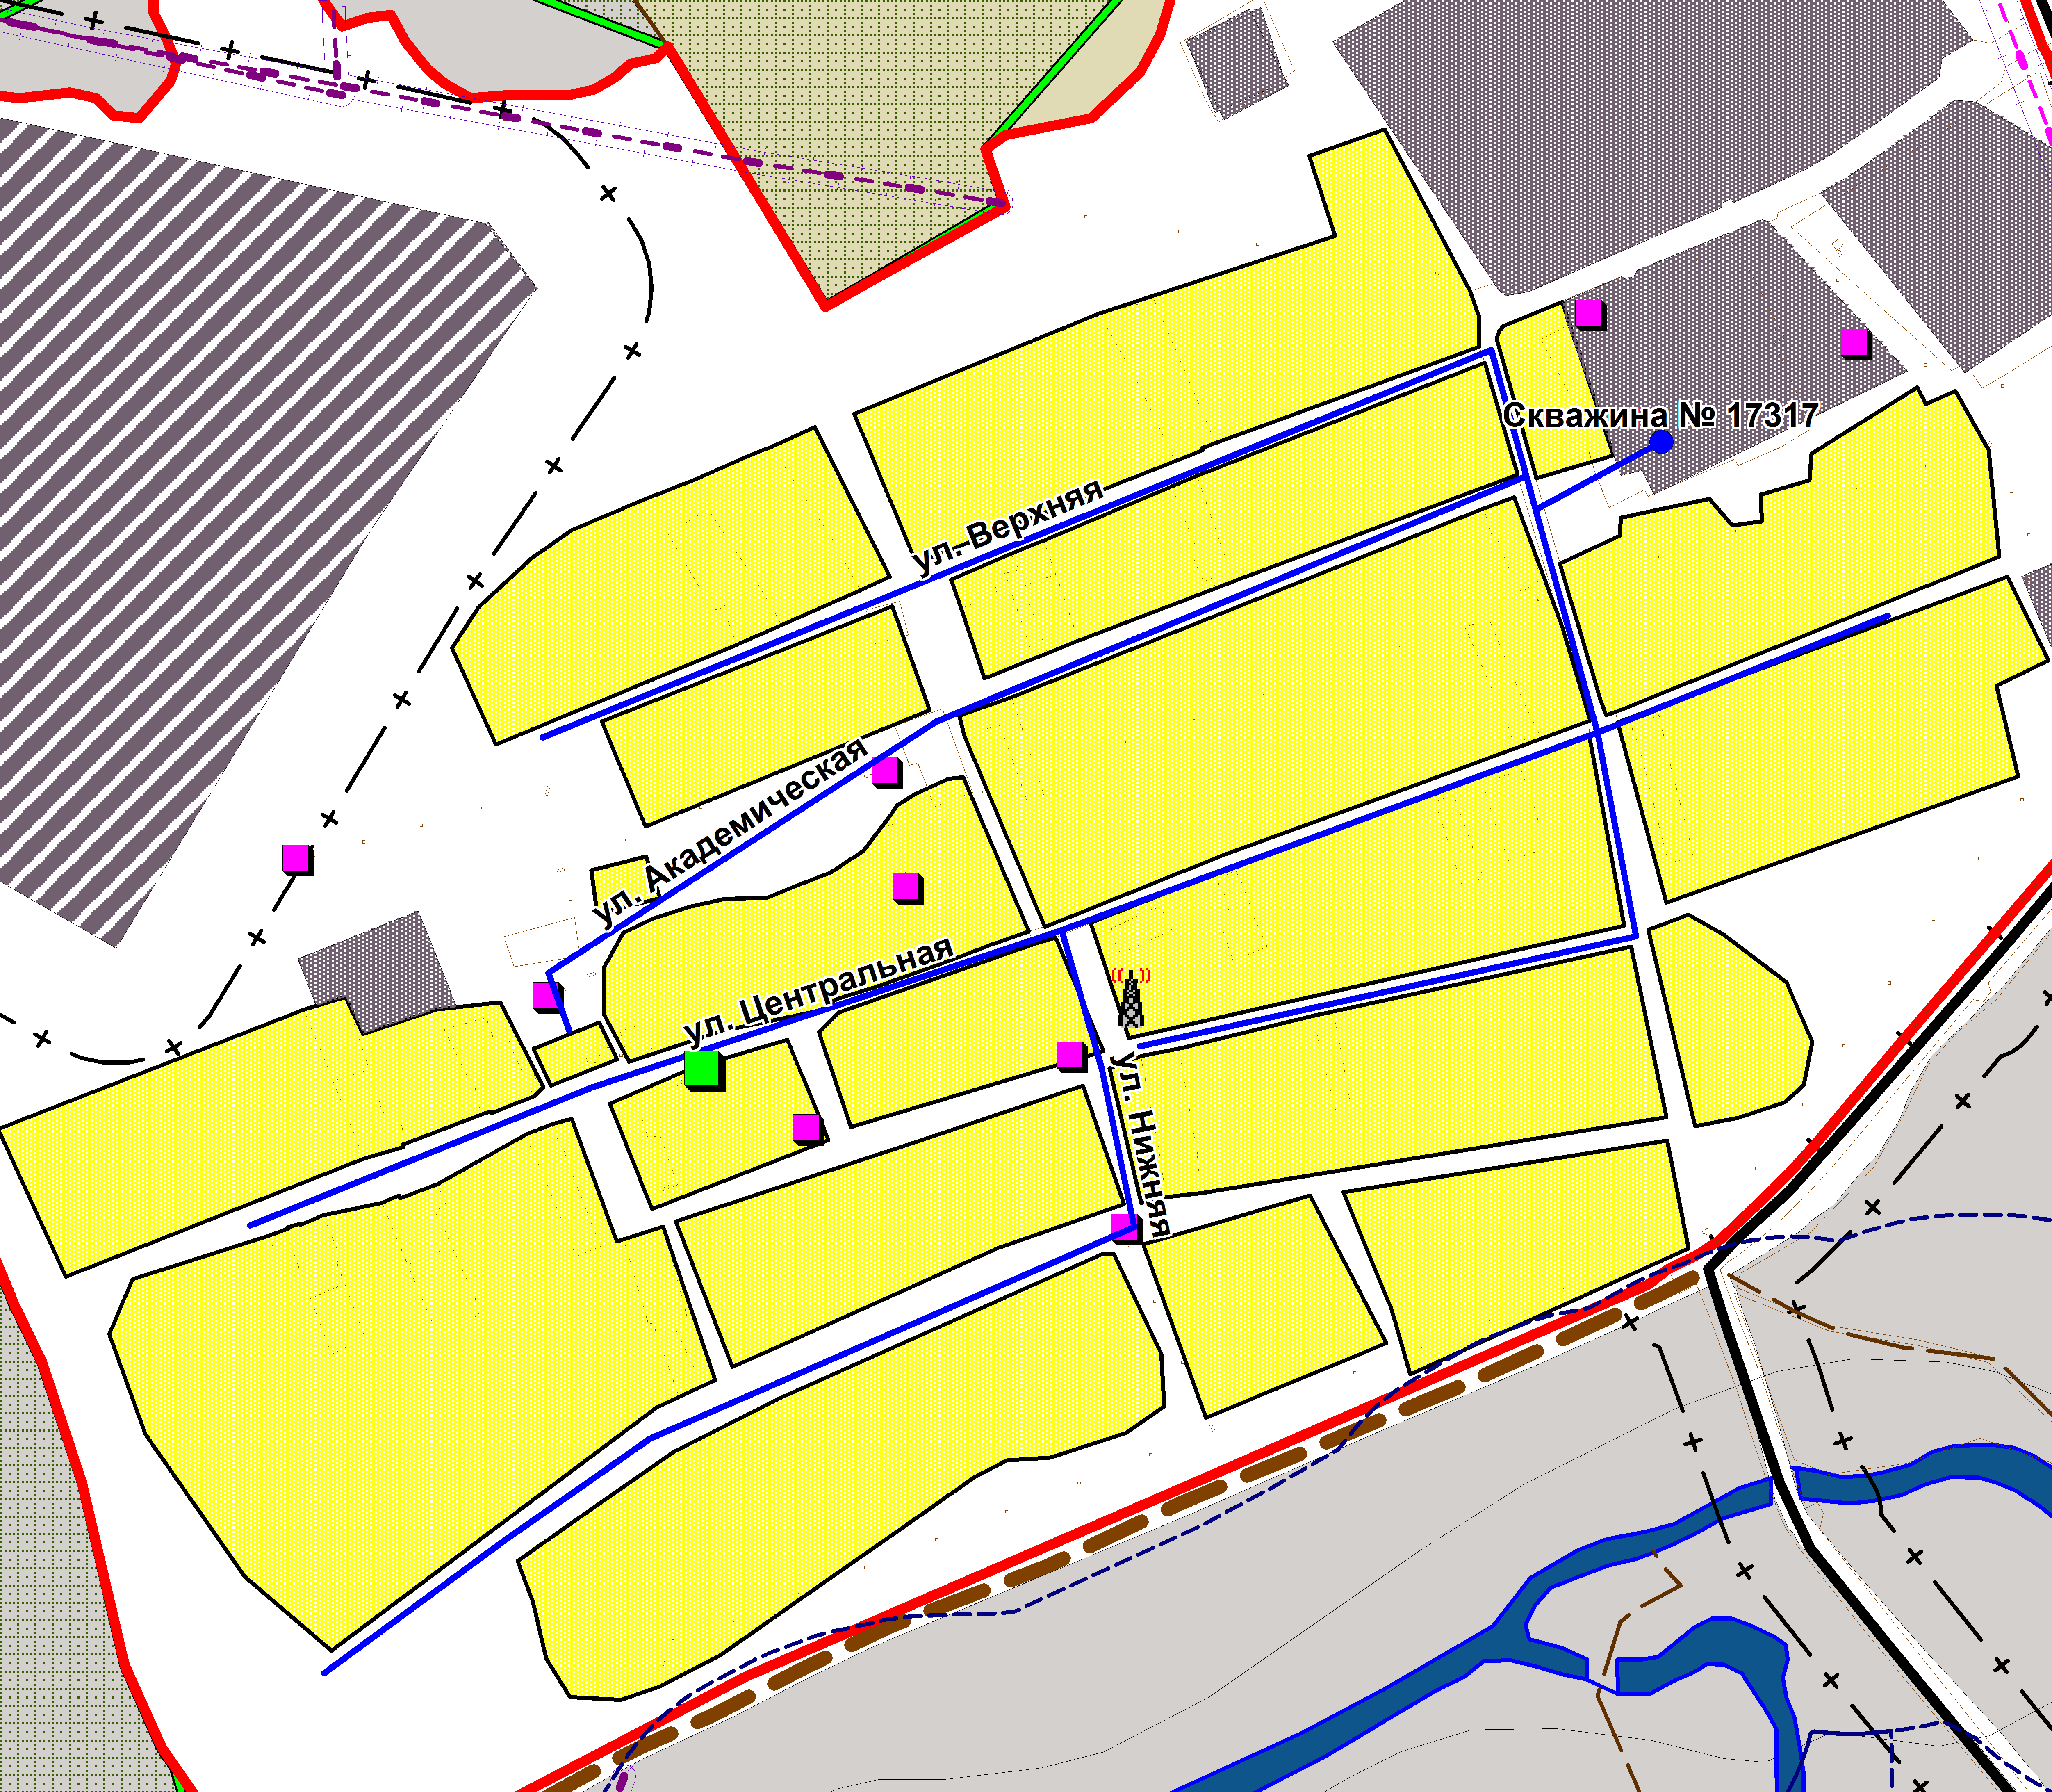 Скважина № 17317
ул. Верхняя
ул. Академическая
ул. Центральная
ул. Нижняя